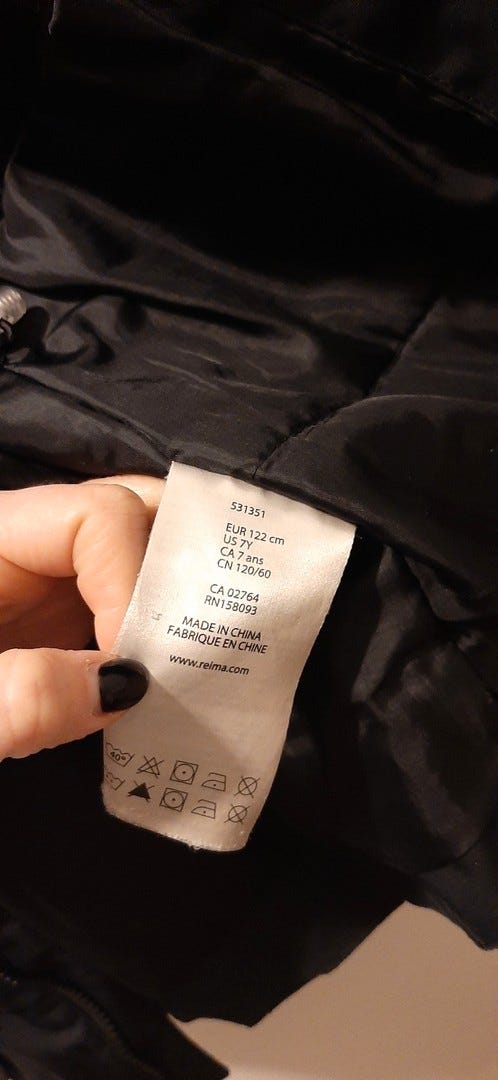 531351
EUR 122 cm
US 7Y
CA 7 ans
CN 120/60
CA 02764
RN158093
MADE IN CHINA
FABRIQUE EN CHINE
www.reima.com
40°